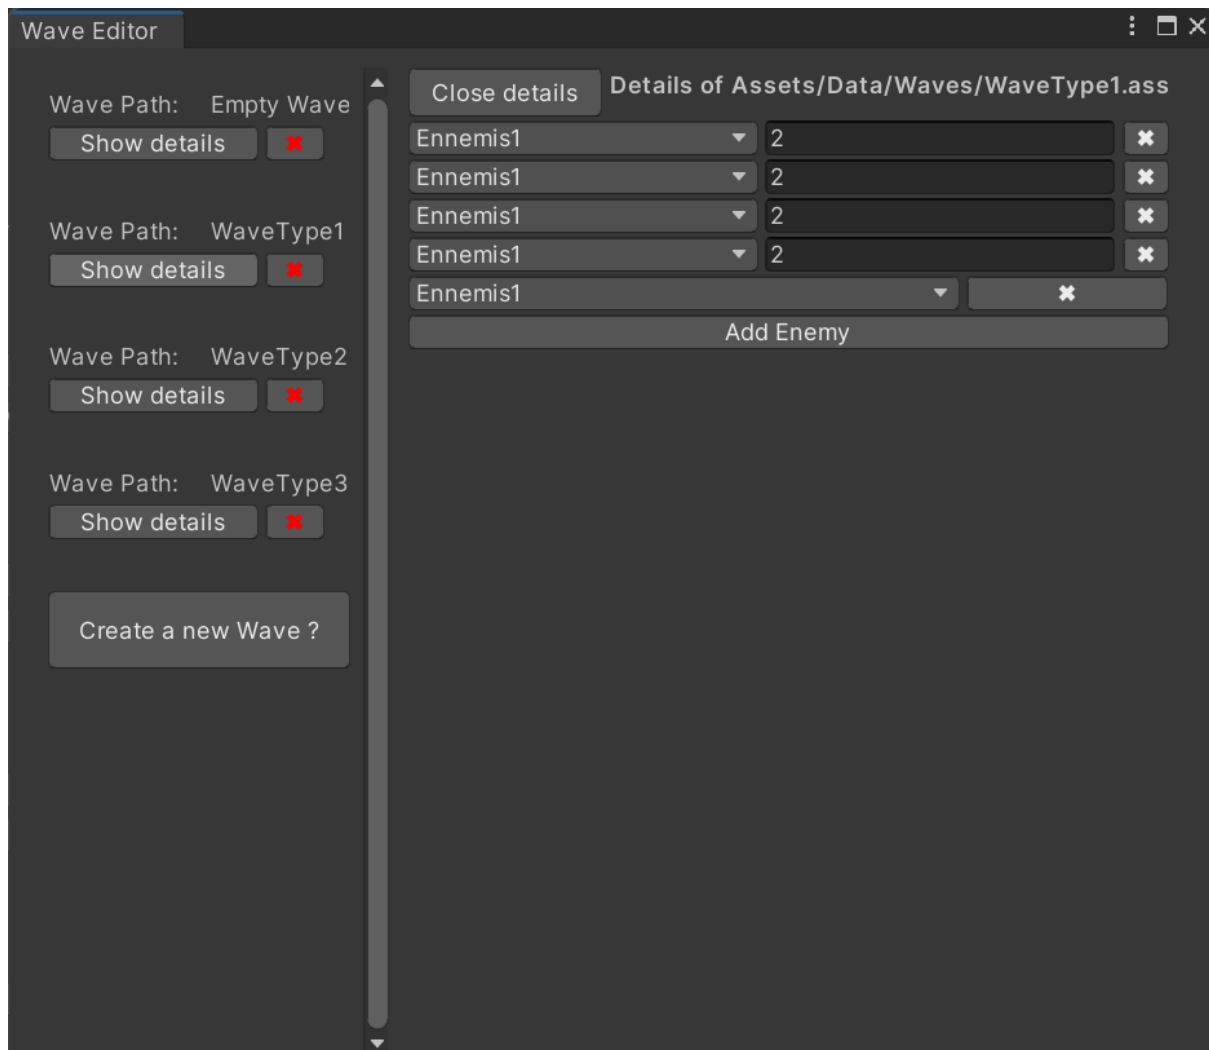 Wave Editor
Wave Path: Empty Wave
Show details
Wave Path: WaveType1
Show details
Wave Path: WaveType2
Show details
Wave Path: WaveType3
Show details
Create a new Wave ?
Close details
Details of Assets/Data/Waves/WaveType1.ass
Ennemis1 2
Ennemis1 2
Ennemis1 2
Ennemis1 2
Ennemis1
Add Enemy